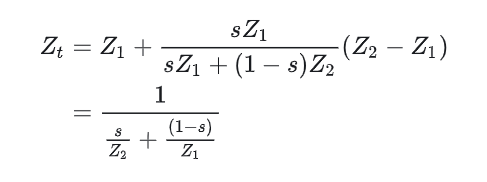 Z_t = Z_1 + \frac{sZ_1}{sZ_1 + (1 - s)Z_2}(Z_2 - Z_1)
= \frac{1}{\frac{s}{Z_2} + \frac{(1-s)}{Z_1}}